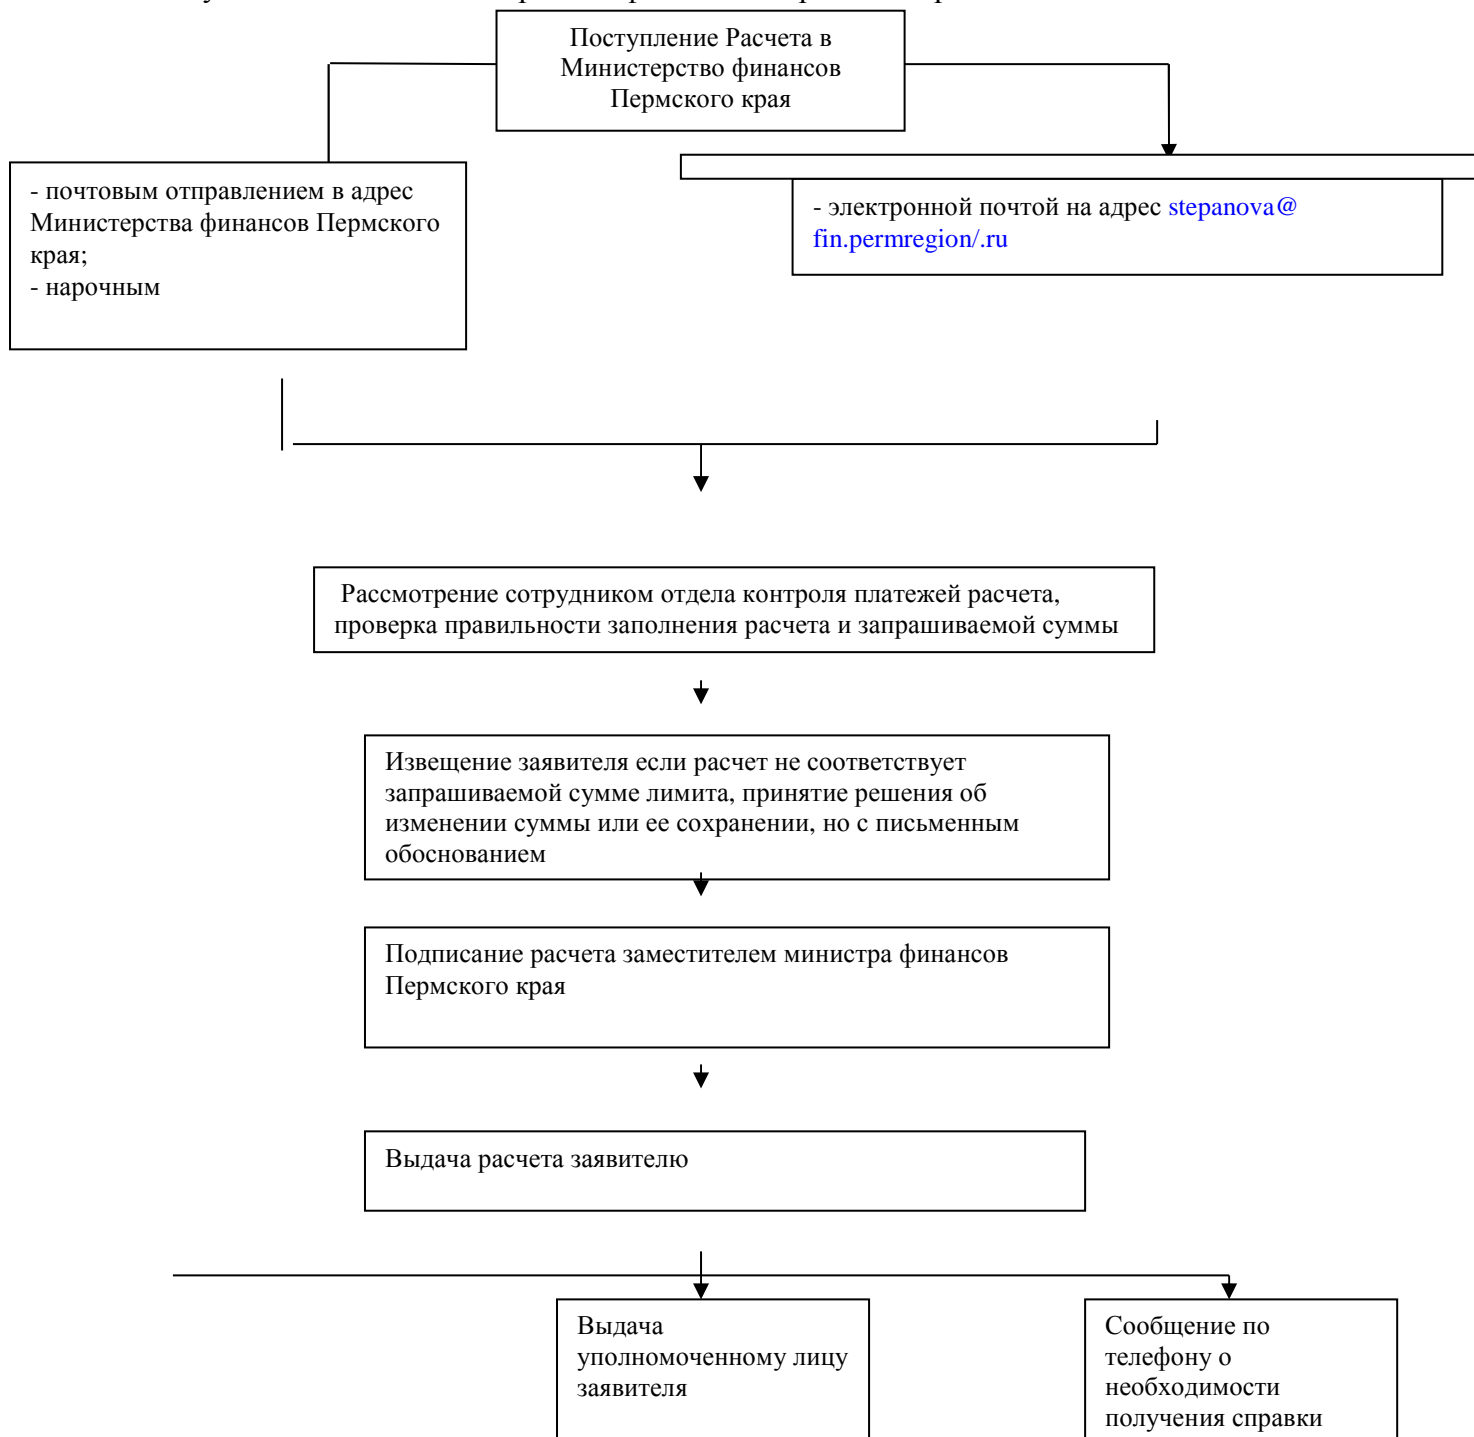 Поступление Расчета в
Министерство финансов
Пермского края
- почтовым отправлением в адрес
Министерства финансов Пермского
края;
- нарочным
- электронной почтой на адрес stepanova@
fin.permregion/.ru
Рассмотрение сотрудником отдела контроля платежей расчета,
проверка правильности заполнения расчета и запрашиваемой суммы
Извещение заявителя если расчет не соответствует
запрашиваемой сумме лимита, принятие решения об
изменении суммы или ее сохранении, но с письменным
обоснованием
Подписание расчета заместителем министра финансов
Пермского края
Выдача расчета заявителю
Выдача
уполномоченному лицу
заявителя
Сообщение по
телефону о
необходимости
получения справки